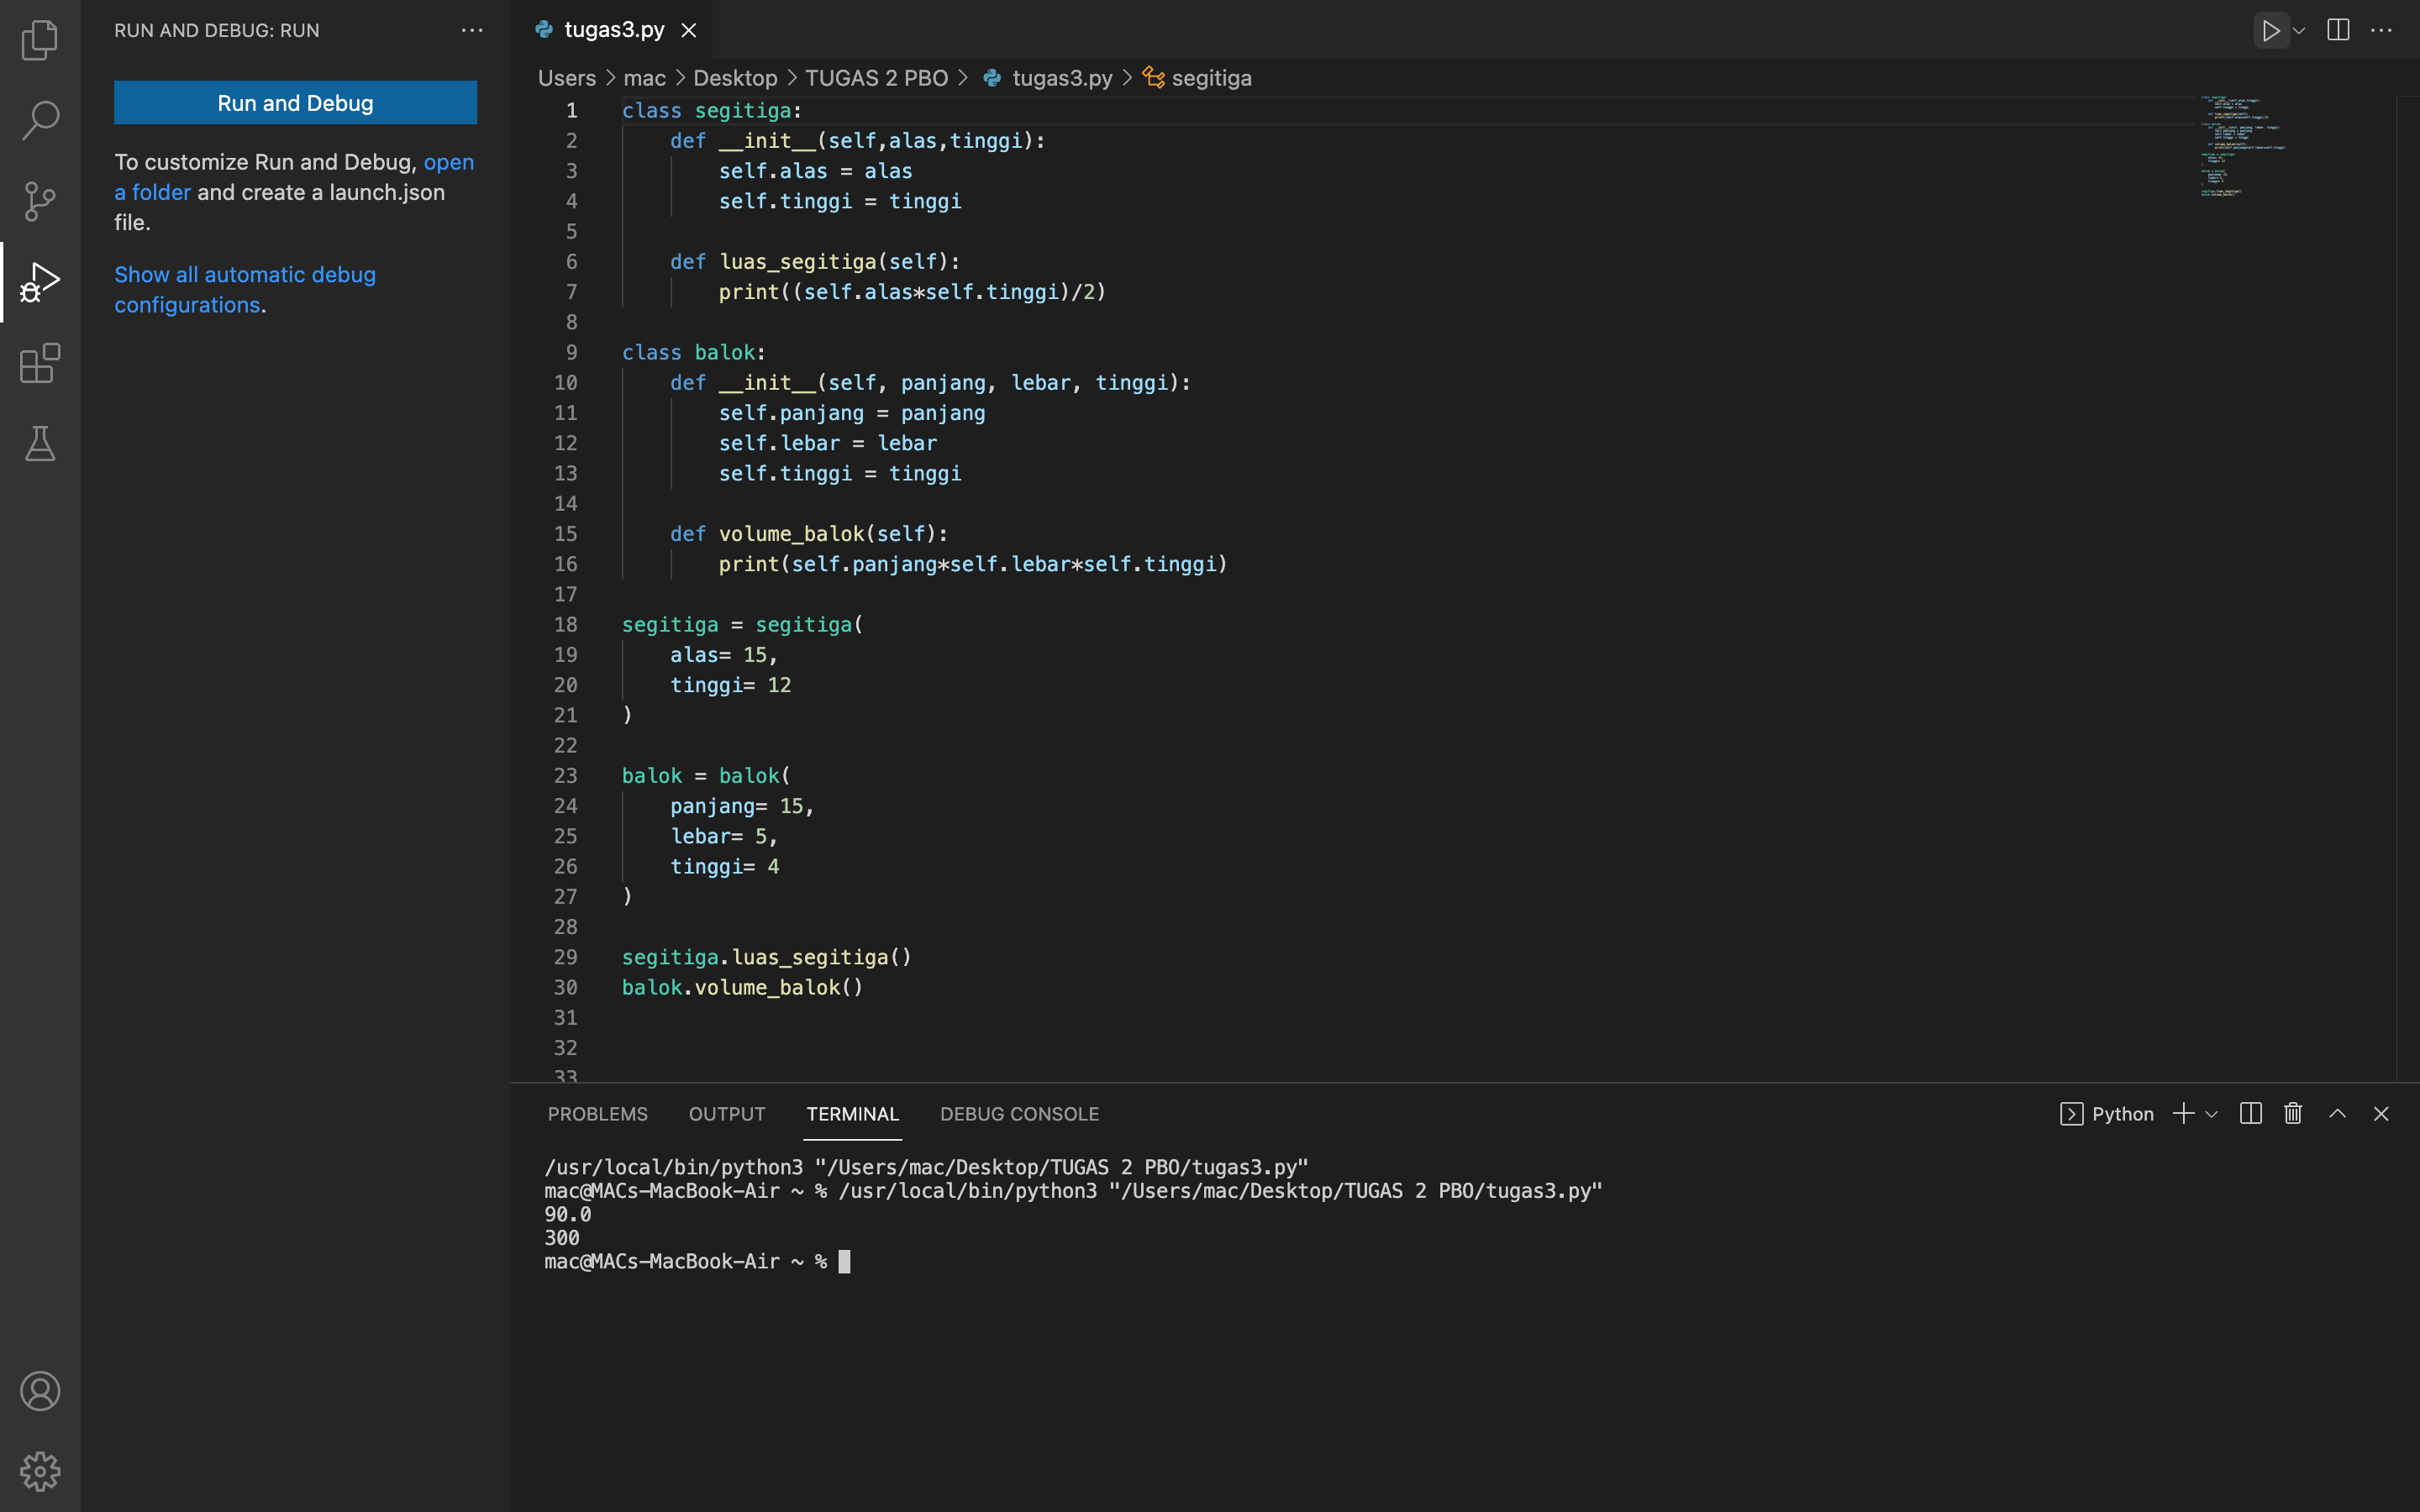 RUN AND DEBUG: RUN
Run and Debug
To customize Run and Debug, open
a folder and create a launch.json
file.
Show all automatic debug
configurations.
tugas3.py
Users > mac > Desktop > TUGAS 2 PBO > tugas3.py > segitiga
1 class segitiga:
2     def __init__(self,alas,tinggi):
3         self.alas = alas
4         self.tinggi = tinggi
5
6     def luas_segitiga(self):
7         print((self.alas*self.tinggi)/2)
8
9 class balok:
10     def __init__(self, panjang, lebar, tinggi):
11         self.panjang = panjang
12         self.lebar = lebar
13         self.tinggi = tinggi
14
15     def volume_balok(self):
16         print(self.panjang*self.lebar*self.tinggi)
17
18 segitiga = segitiga(
19     alas= 15,
20     tinggi= 12
21 )
22
23 balok = balok(
24     panjang= 15,
25     lebar= 5,
26     tinggi= 4
27 )
28
29 segitiga.luas_segitiga()
30 balok.volume_balok()
31
32
33
PROBLEMS OUTPUT TERMINAL DEBUG CONSOLE Python
/usr/local/bin/python3 "/Users/mac/Desktop/TUGAS 2 PBO/tugas3.py"
mac@MACs-MacBook-Air ~ % /usr/local/bin/python3 "/Users/mac/Desktop/TUGAS 2 PBO/tugas3.py"
90.0
300
mac@MACs-MacBook-Air ~ %